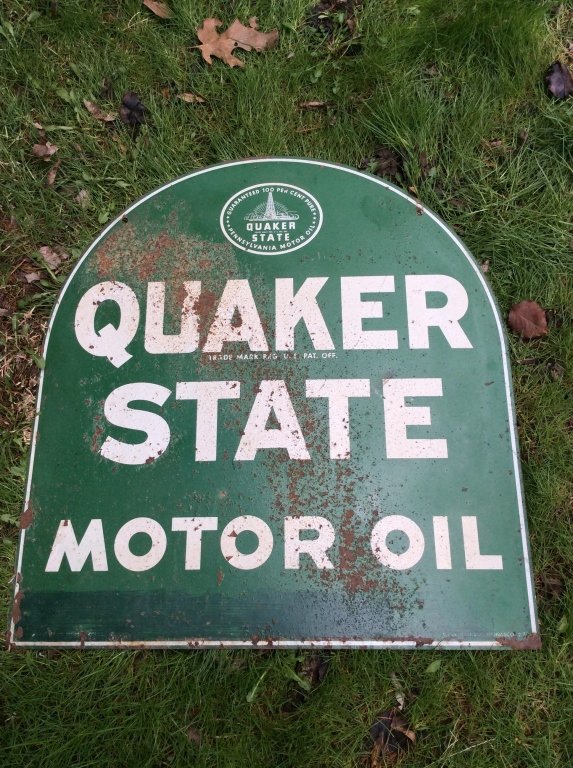 GUARANTEED 100 PER CENT PURE
QUAKER
STATE
PENNSYLVANIA MOTOR OIL
QUAKER
TRADE MARK REG. U.S. PAT. OFF.
STATE
MOTOR OIL